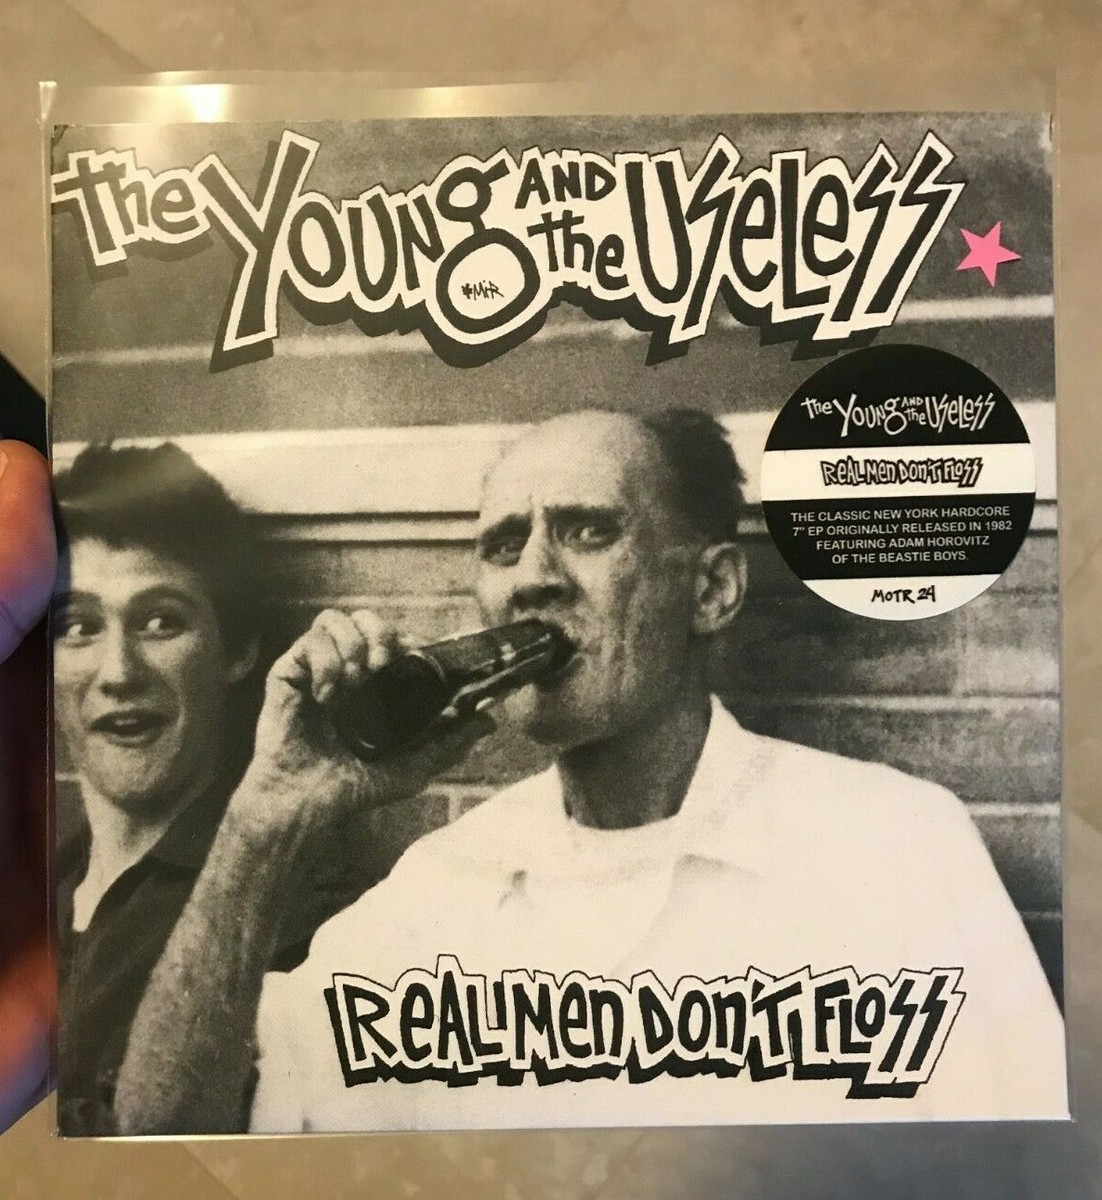 the Young AND the Useless
*MiR
the Young AND the Useless
Real Men Don't Floss
THE CLASSIC NEW YORK HARDCORE
7" EP ORIGINALLY RELEASED IN 1982
FEATURING ADAM HOROVITZ
OF THE BEASTIE BOYS.
MOTR 24
Real Men Don't Floss